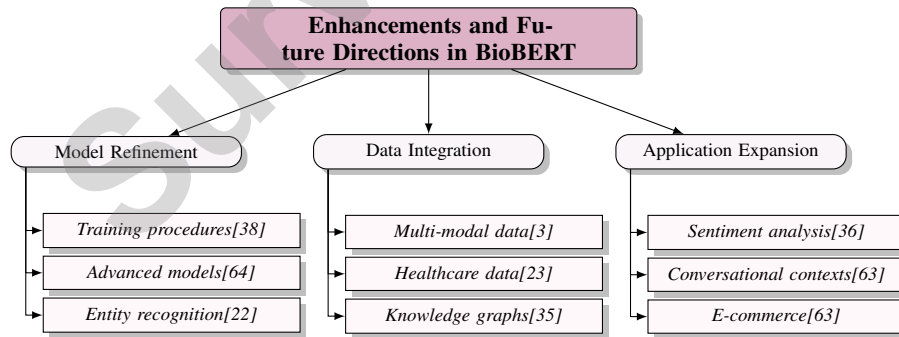 Enhancements and Fu-
ture Directions in BioBERT
Model Refinement
Data Integration
Application Expansion
Training procedures[38]
Multi-modal data[3]
Sentiment analysis[36]
Advanced models[64]
Healthcare data[23]
Conversational contexts[63]
Entity recognition[22]
Knowledge graphs[35]
E-commerce[63]
Surv